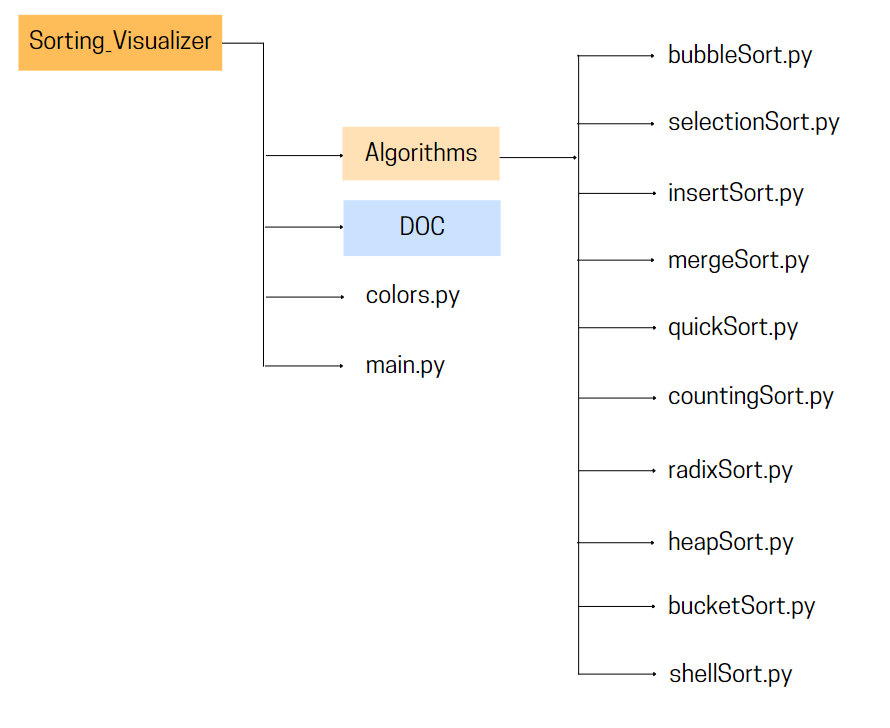 Sorting_Visualizer
Algorithms
DOC
colors.py
main.py
bubbleSort.py
selectionSort.py
insertSort.py
mergeSort.py
quickSort.py
countingSort.py
radixSort.py
heapSort.py
bucketSort.py
shellSort.py